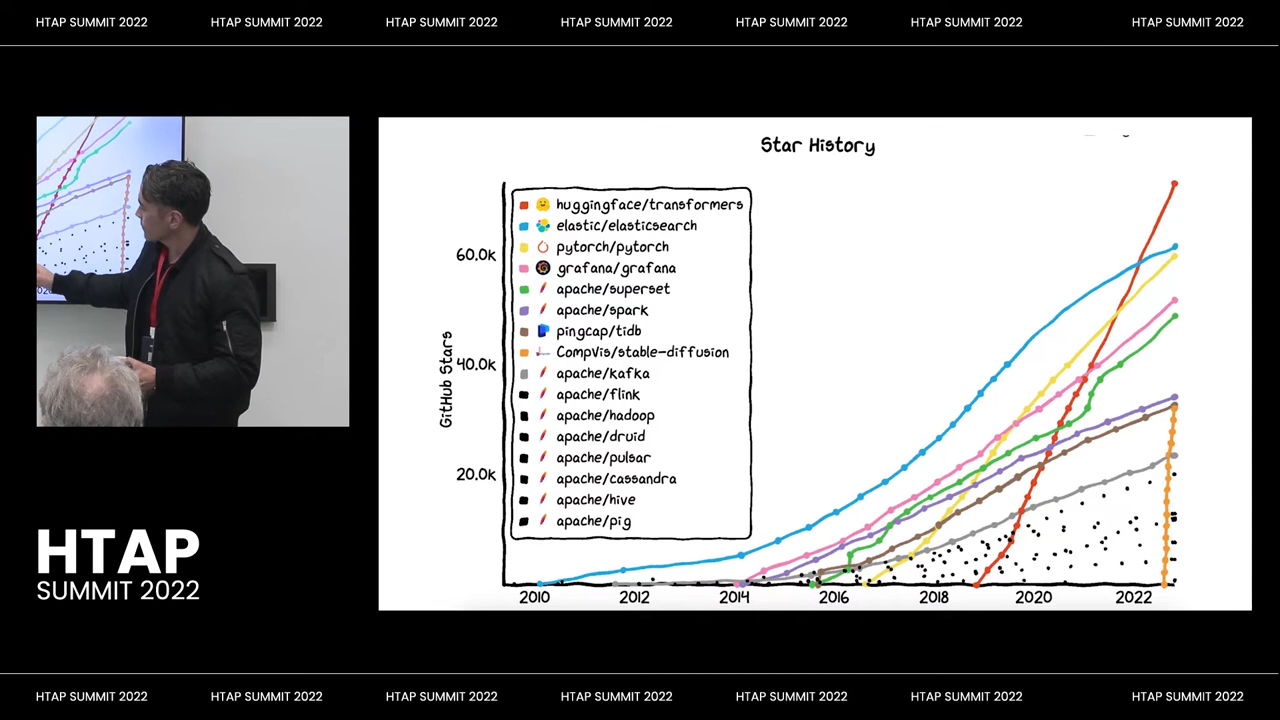 HTAP SUMMIT 2022 HTAP SUMMIT 2022 HTAP SUMMIT 2022 HTAP SUMMIT 2022 HTAP SUMMIT 2022 HTAP SUMMIT 2022 HTAP SUMMIT 2022
Star History
huggingface/transformers
elastic/elasticsearch
pytorch/pytorch
grafana/grafana
apache/superset
apache/spark
pingcap/tidb
CompVis/stable-diffusion
apache/kafka
apache/flink
apache/hadoop
apache/druid
apache/pulsar
apache/cassandra
apache/hive
apache/pig
GitHub Stars
60.0k
40.0k
20.0k
2010 2012 2014 2016 2018 2020 2022
HTAP
SUMMIT 2022
HTAP SUMMIT 2022 HTAP SUMMIT 2022 HTAP SUMMIT 2022 HTAP SUMMIT 2022 HTAP SUMMIT 2022 HTAP SUMMIT 2022 HTAP SUMMIT 2022